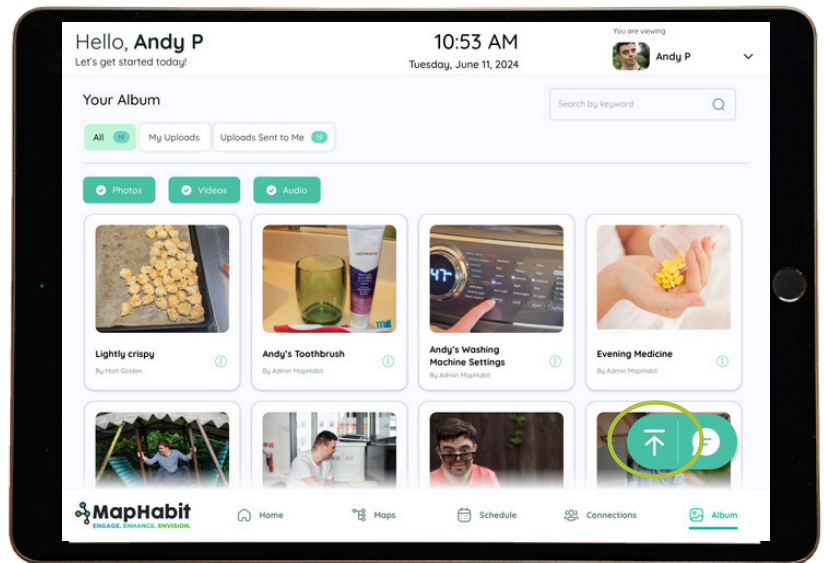 Hello, Andy P
Let's get started today!
10:53 AM
Tuesday, June 11, 2024
You are viewing
Andy P
Your Album
Search by keyword
All 19
My Uploads
Uploads Sent to Me 19
Photos
Videos
Audio
Lightly crispy
By Matt Golden
Andy's Toothbrush
By Admin MapHabit
Andy's Washing
Machine Settings
By Admin MapHabit
Evening Medicine
By Admin MapHabit
MapHabit
ENGAGE. ENHANCE. ENVISION.
Home
Maps
Schedule
Connections
Album